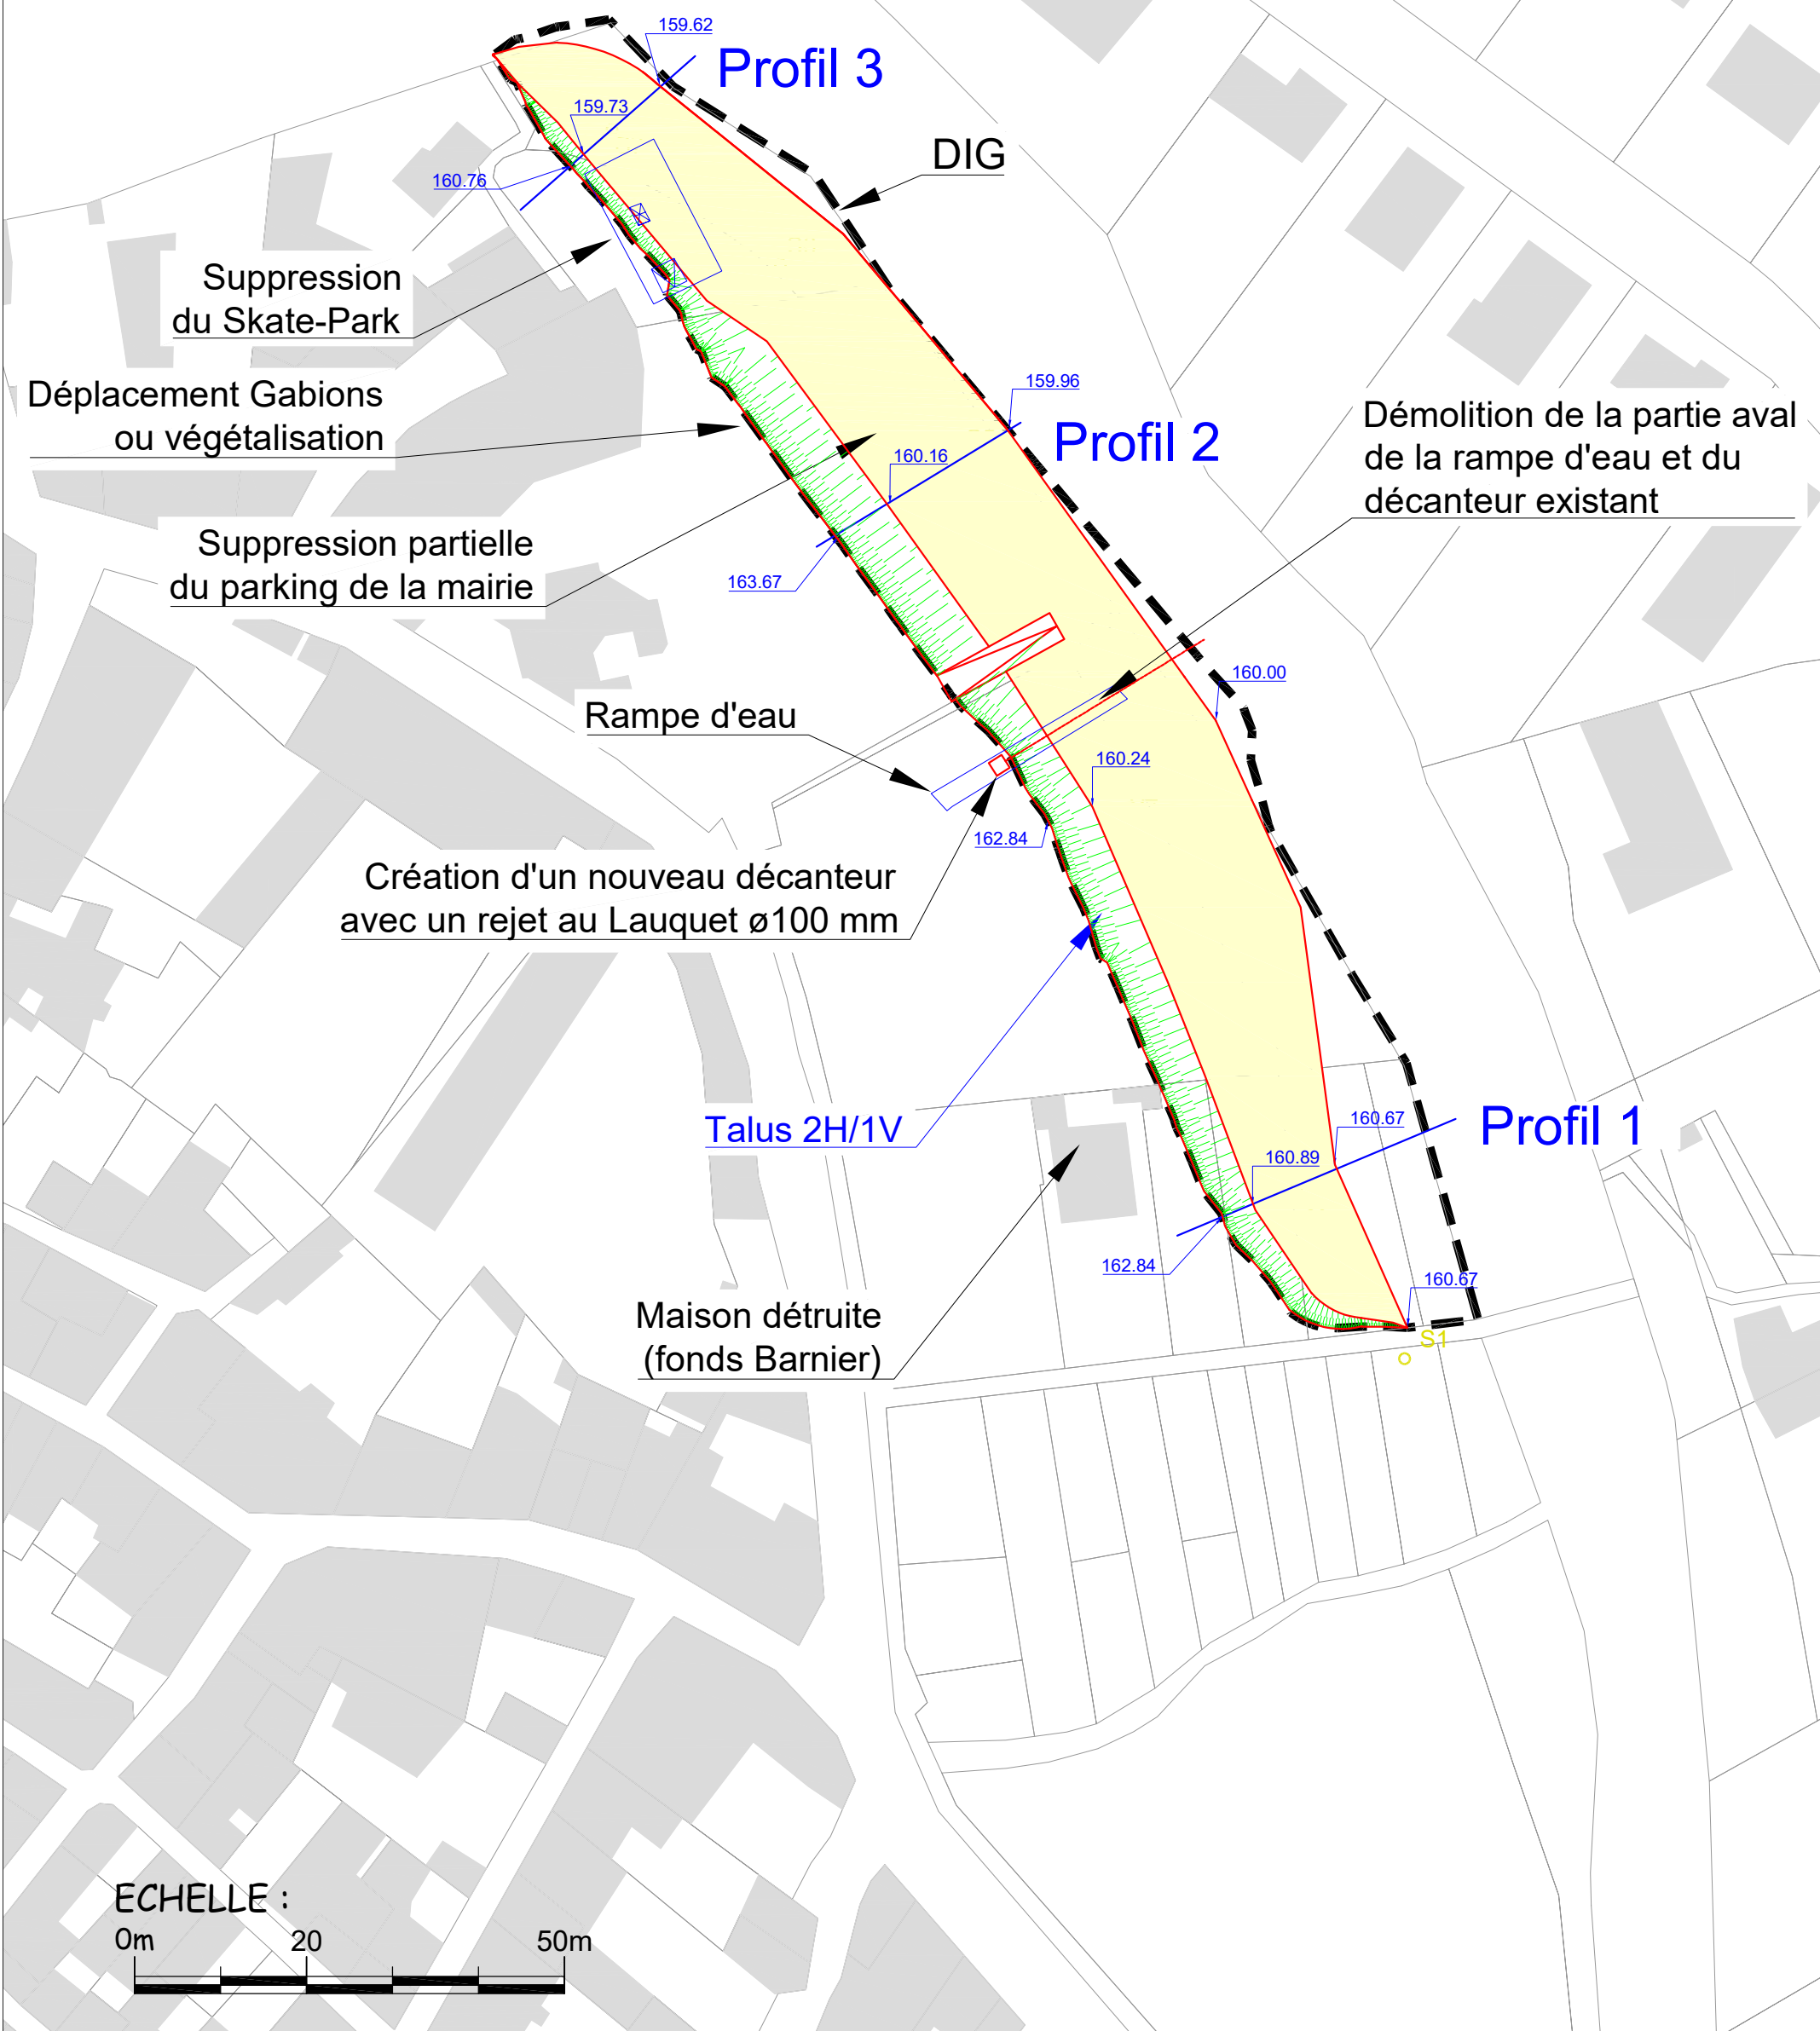 159.62
Profil 3
159.73
DIG
160.76
Suppression
du Skate-Park
Déplacement Gabions
ou végétalisation
159.96
Profil 2
Démolition de la partie aval
de la rampe d'eau et du
décanteur existant
160.16
Suppression partielle
du parking de la mairie
163.67
160.00
Rampe d'eau
160.24
162.84
Création d'un nouveau décanteur
avec un rejet au Lauquet ø100 mm
Talus 2H/1V
160.67
Profil 1
160.89
162.84
160.67
Maison détruite
(fonds Barnier)
S1
ECHELLE :
0m 20 50m